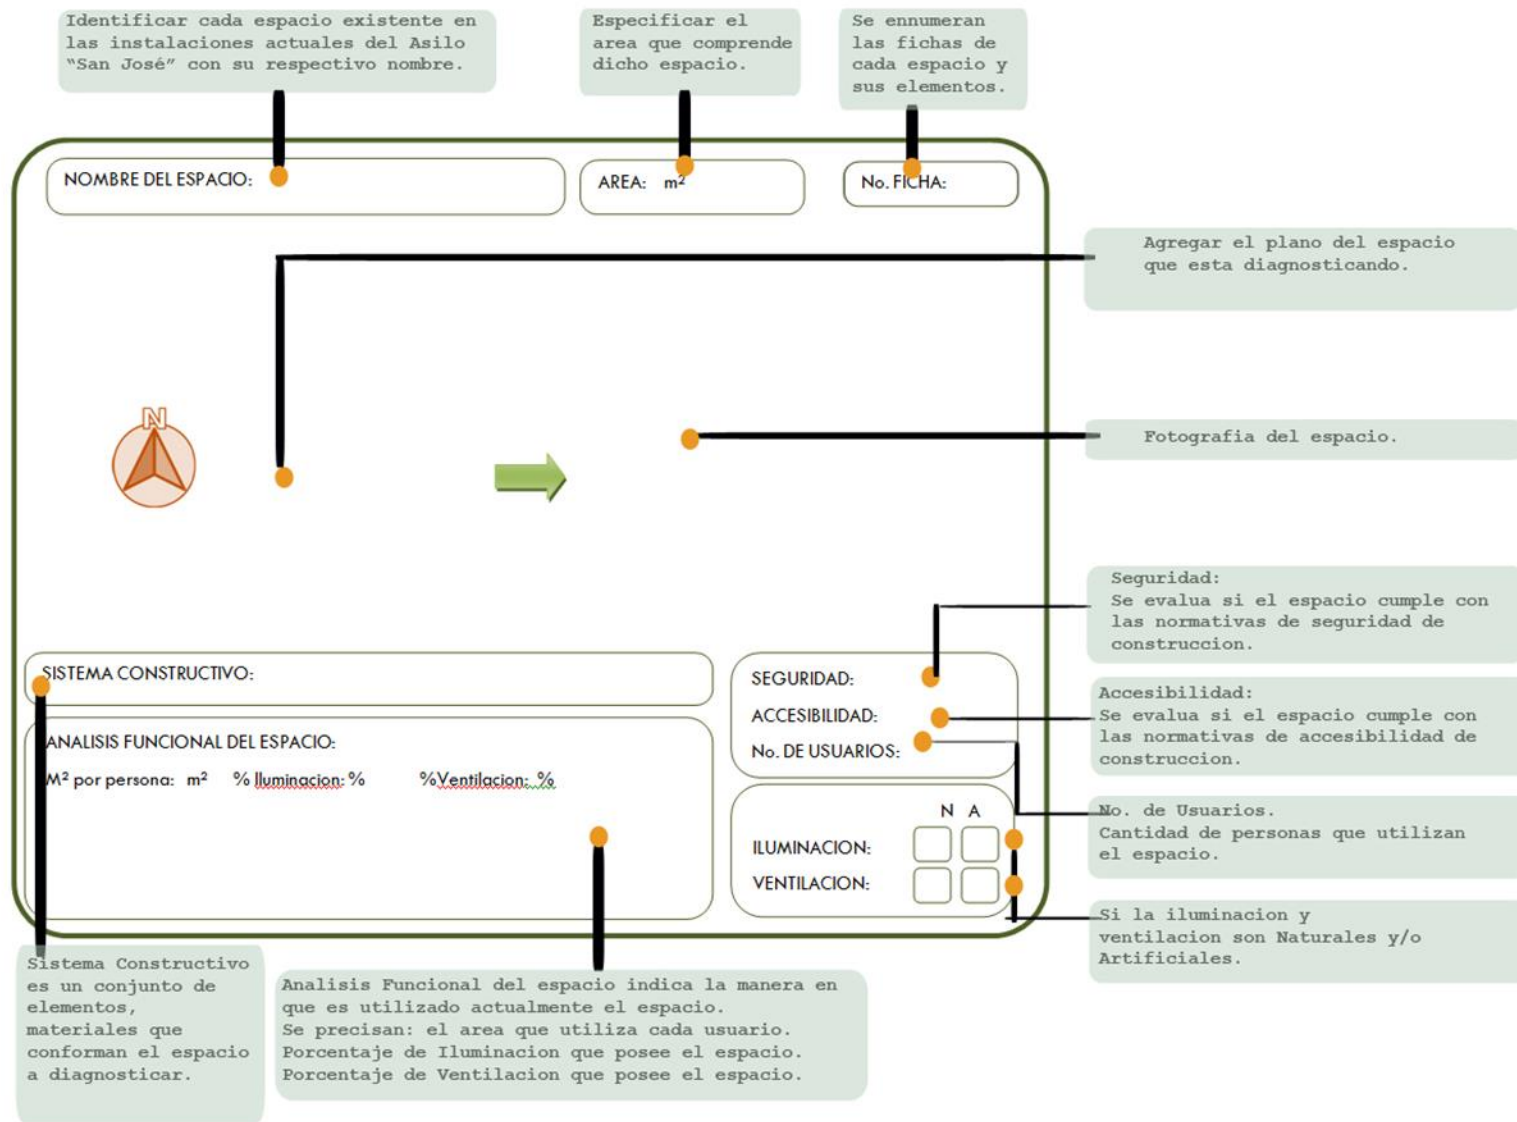 Identificar cada espacio existente en
las instalaciones actuales del Asilo
“San José” con su respectivo nombre.
Especificar el
area que comprende
dicho espacio.
Se ennumeran
las fichas de
cada espacio y
sus elementos.
NOMBRE DEL ESPACIO:
AREA: m²
No. FICHA:
Agregar el plano del espacio
que esta diagnosticando.
N
Fotografia del espacio.
Seguridad:
Se evalua si el espacio cumple con
las normativas de seguridad de
construccion.
SISTEMA CONSTRUCTIVO:
SEGURIDAD:
ACCESIBILIDAD:
No. DE USUARIOS:
Accesibilidad:
Se evalua si el espacio cumple con
las normativas de accesibilidad de
construccion.
ANALISIS FUNCIONAL DEL ESPACIO:
M² por persona: m² % Iluminacion: % %Ventilacion: %
N A
ILUMINACION:
VENTILACION:
No. de Usuarios.
Cantidad de personas que utilizan
el espacio.
Si la iluminacion y
ventilacion son Naturales y/o
Artificiales.
Sistema Constructivo
es un conjunto de
elementos,
materiales que
conforman el espacio
a diagnosticar.
Analisis Funcional del espacio indica la manera en
que es utilizado actualmente el espacio.
Se precisan: el area que utiliza cada usuario.
Porcentaje de Iluminacion que posee el espacio.
Porcentaje de Ventilacion que posee el espacio.